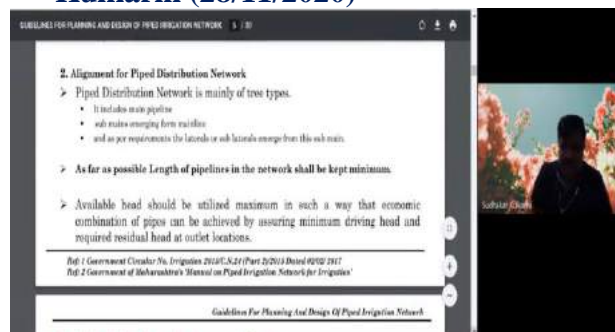 (28/11/2020)
GUIDELINES FOR PLANNING AND DESIGN OF PIPED IRRIGATION NETWORK 5 / 30
2. Alignment for Piped Distribution Network
➤ Piped Distribution Network is mainly of tree types.
▪ It includes main pipeline
▪ sub mains emerging form mainline
▪ and as per requirements the laterals or sub laterals emerge from this sub main.
➤ As far as possible Length of pipelines in the network shall be kept minimum.
➤ Available head should be utilized maximum in such a way that economic
combination of pipes can be achieved by assuring minimum driving head and
required residual head at outlet locations.
Ref: 1 Government Circular No. Irrigation 2015/C.N.24 (Part 2)/2015 Dated 02/02/2017
Ref: 2 Government of Maharashtra's 'Manual on Piped Irrigation Network for Irrigation'
Guidelines For Planning And Design Of Piped Irrigation Network